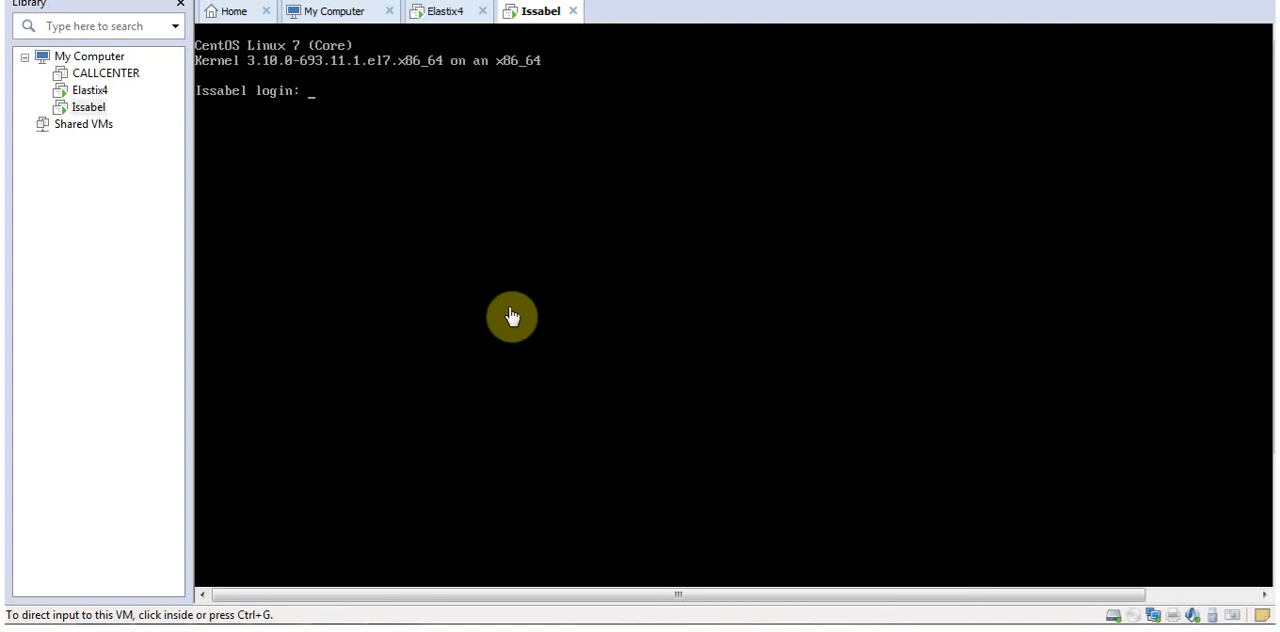 Library
Home
My Computer
Elastix4
Issabel
Type here to search
My Computer
CALLCENTER
Elastix4
Issabel
Shared VMs
CentOS Linux 7 (Core)
Kernel 3.10.0-693.11.1.el7.x86_64 on an x86_64
Issabel login: _
To direct input to this VM, click inside or press Ctrl+G.